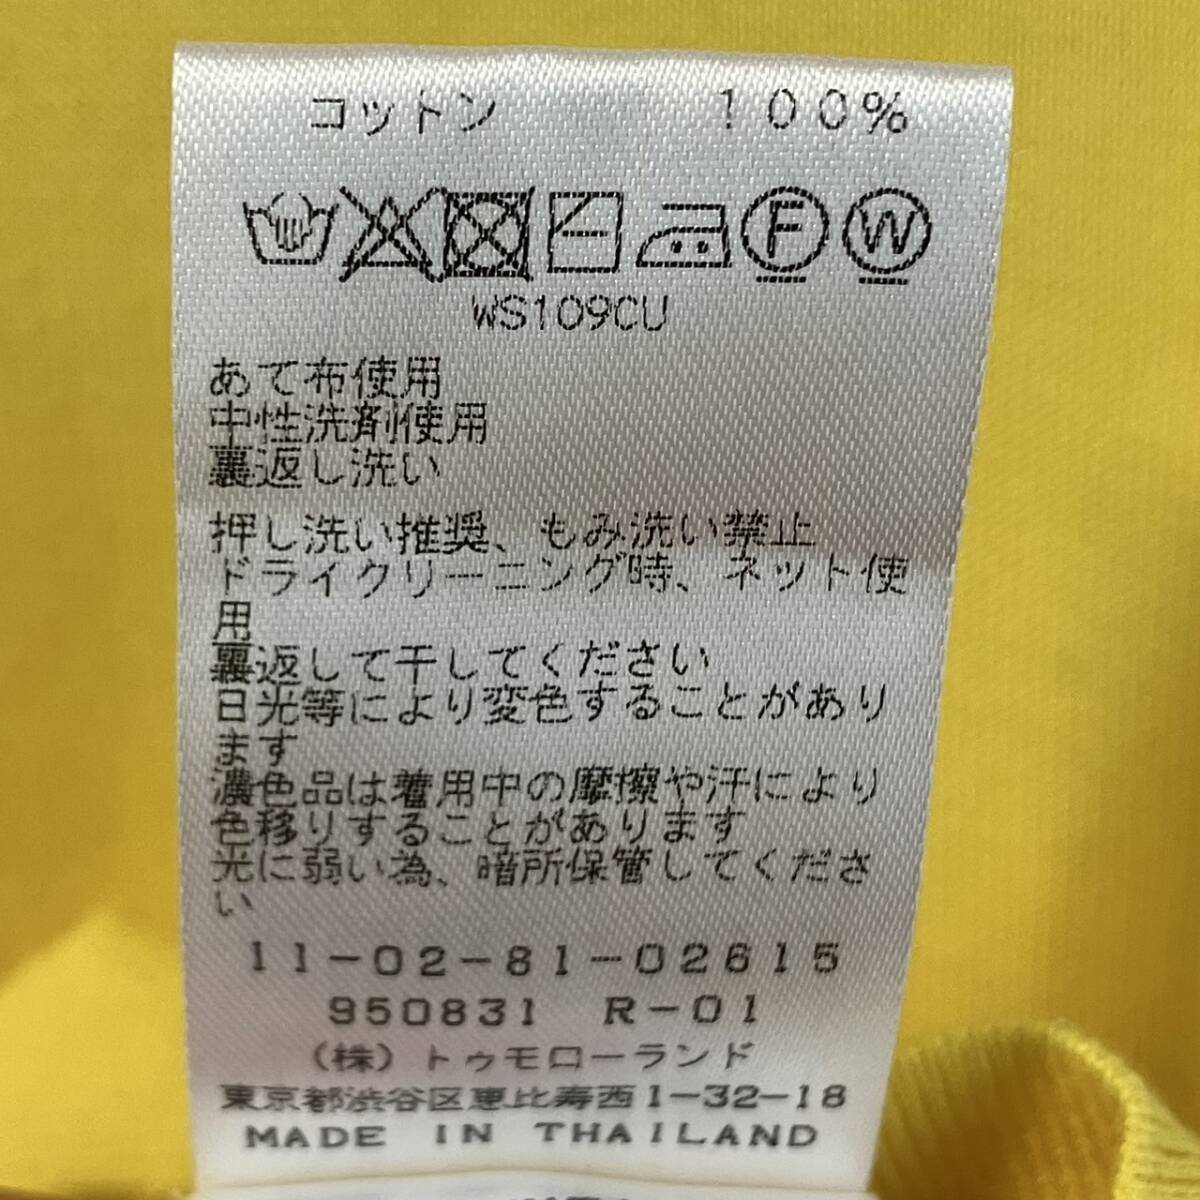 コットン 100%
F W
WS109CU
あて布使用
中性洗剤使用
裏返し洗い
押し洗い推奨、もみ洗い禁止
ドライクリーニング時、ネット使
用
裏返して干してください
日光等により変色することがあり
ます
濃色品は着用中の摩擦や汗により
色移りすることがあります
光に弱い為、暗所保管してくださ
い
11-02-81-02615
950831 R-01
(株)トゥモローランド
東京都渋谷区恵比寿西1-32-18
MADE IN THAILAND